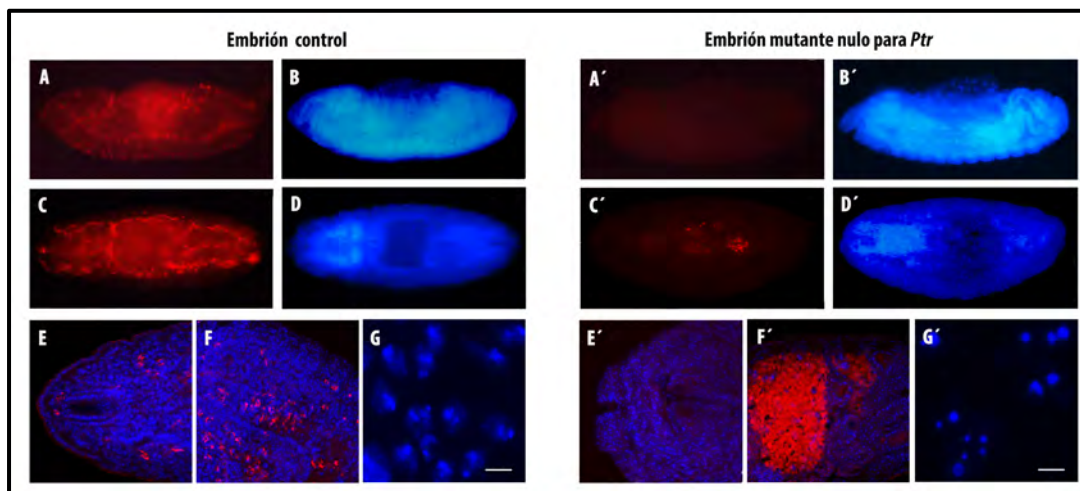 Embrión control
Embrión mutante nulo para Ptr
A
B
A´
B´
C
D
C´
D´
E
F
G
E´
F´
G´